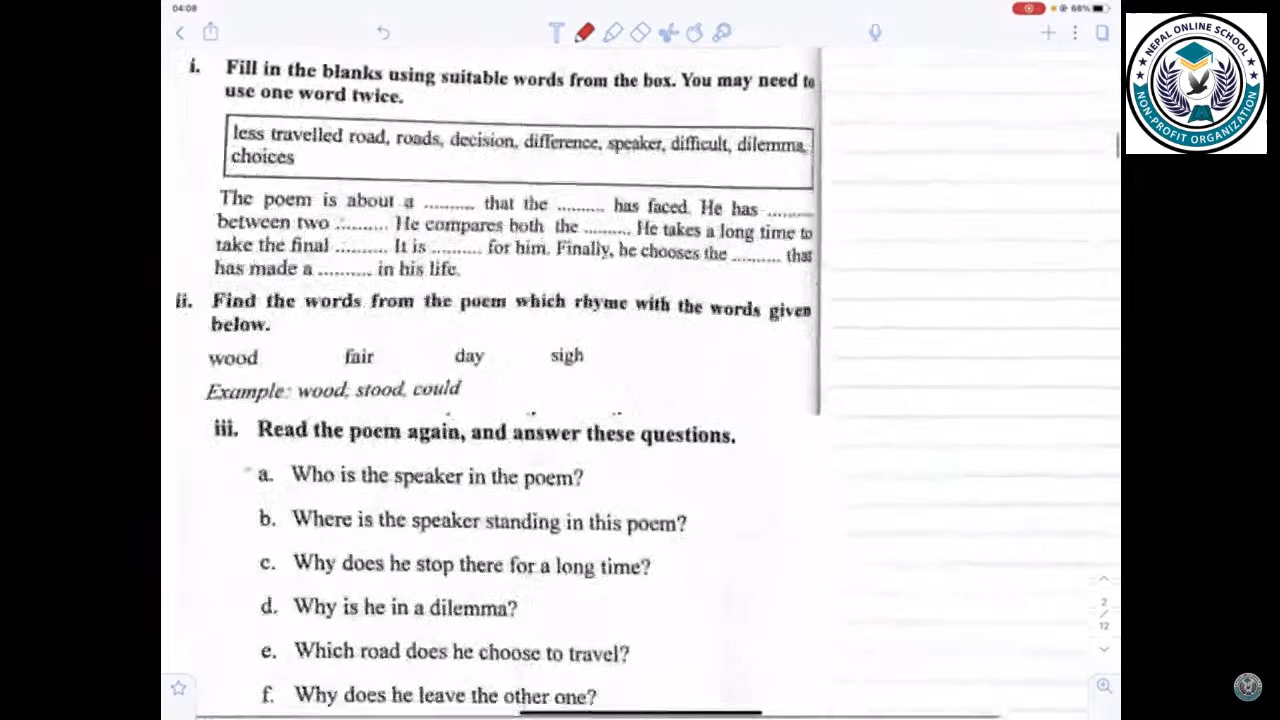 04:08
68%
i. Fill in the blanks using suitable words from the box. You may need to
use one word twice.
less travelled road, roads, decision, difference, speaker, difficult, dilemma,
choices
The poem is about a .......... that the ......... has faced. He has .........
between two .......... He compares both the ......... He takes a long time to
take the final .......... It is .......... for him. Finally, he chooses the .......... that
has made a .......... in his life.
ii. Find the words from the poem which rhyme with the words given
below.
wood fair day sigh
Example: wood, stood, could
iii. Read the poem again, and answer these questions.
a. Who is the speaker in the poem?
b. Where is the speaker standing in this poem?
c. Why does he stop there for a long time?
d. Why is he in a dilemma?
e. Which road does he choose to travel?
f. Why does he leave the other one?
2
/
12
NEPAL ONLINE SCHOOL
NON-PROFIT ORGANIZATION